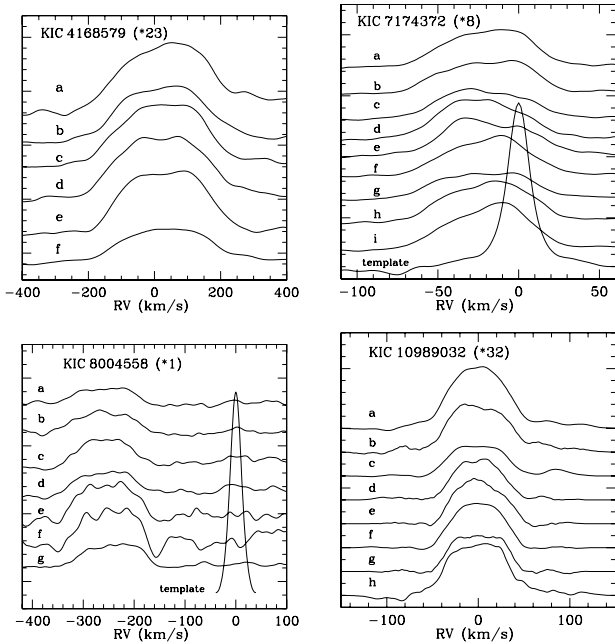 KIC 4168579 (*23)
a
b
c
d
e
f
−400 −200 0 200 400
RV (km/s)
KIC 7174372 (*8)
a
b
c
d
e
f
g
h
i
template
−100 −50 0 50
RV (km/s)
KIC 8004558 (*1)
a
b
c
d
e
f
g
template
−400 −300 −200 −100 0 100
RV (km/s)
KIC 10989032 (*32)
a
b
c
d
e
f
g
h
−100 0 100
RV (km/s)